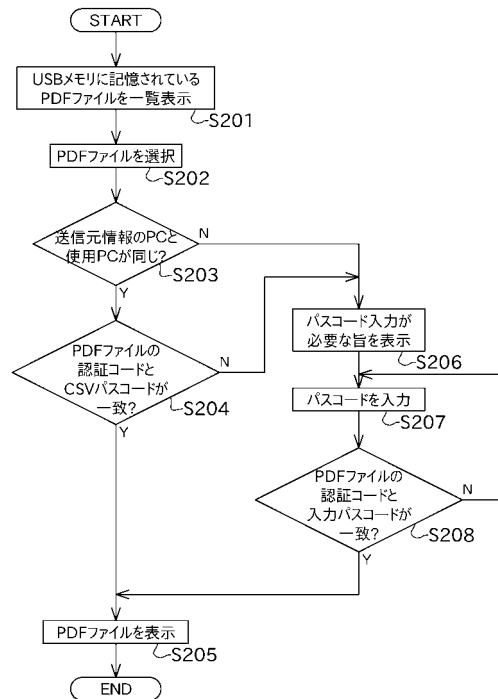 START
USBメモリに記憶されている
PDFファイルを一覧表示
S201
PDFファイルを選択
S202
送信元情報のPCと
使用PCが同じ?
N
S203
Y
PDFファイルの
認証コードと
CSVパスコードが
一致?
N
S204
Y
パスコード入力が
必要な旨を表示
S206
パスコードを入力
S207
PDFファイルの
認証コードと
入力パスコードが
一致?
N
S208
Y
PDFファイルを表示
S205
END